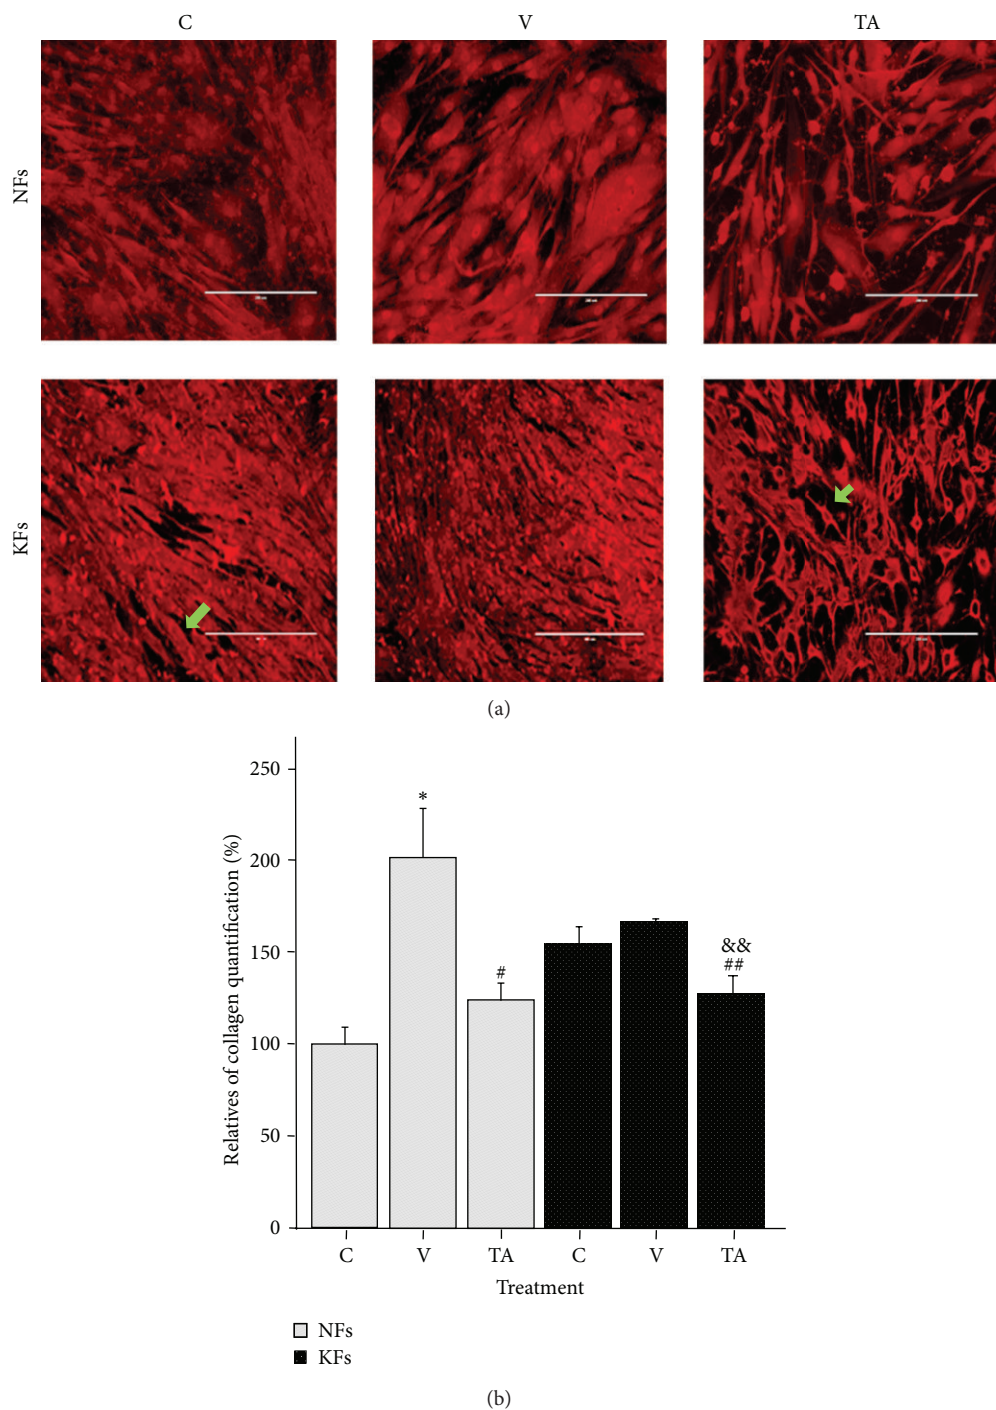 C V TA
NFs
KFs
(a)
250
200
150
100
50
0
Relatives of collagen quantification (%)
*
#
&&
##
C V TA C V TA
Treatment
NFs
KFs
(b)